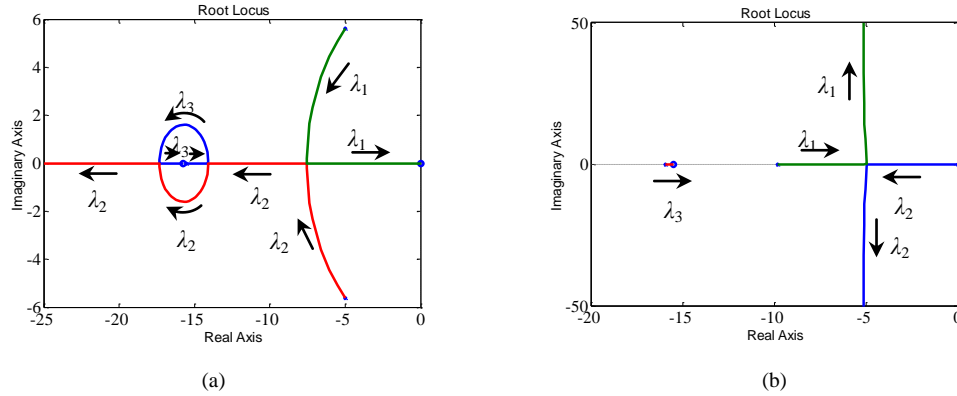 Root Locus
6
4
2
0
-2
-4
-6
Imaginary Axis
λ3
λ3
λ1
λ1
λ2
λ2
λ2
λ2
-25
-20
-15
-10
-5
0
Real Axis
(a)
Root Locus
50
0
-50
Imaginary Axis
λ1
λ1
λ3
λ2
λ2
-20
-15
-10
-5
0
Real Axis
(b)